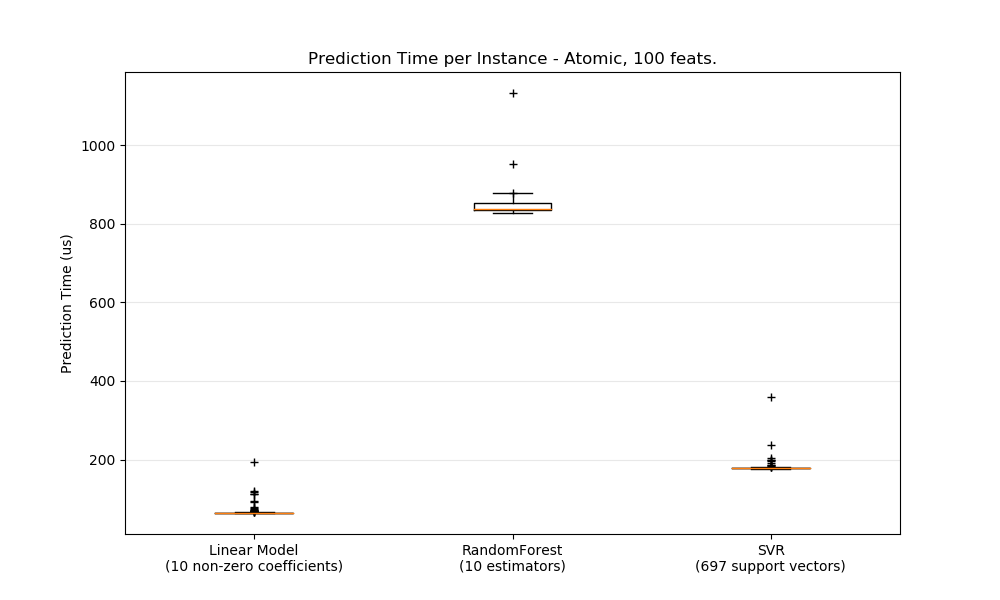 Prediction Time per Instance - Atomic, 100 feats.
Prediction Time (us)
1000
800
600
400
200
Linear Model
(10 non-zero coefficients)
RandomForest
(10 estimators)
SVR
(697 support vectors)